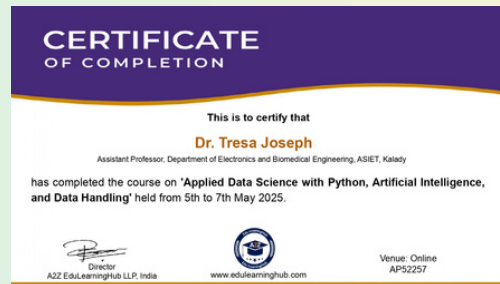 CERTIFICATE
OF COMPLETION
This is to certify that
Dr. Tresa Joseph
Assistant Professor, Department of Electronics and Biomedical Engineering, ASIET, Kalady
has completed the course on 'Applied Data Science with Python, Artificial Intelligence,
and Data Handling' held from 5th to 7th May 2025.
Director
A2Z EduLearningHub LLP, India
www.edulearninghub.com
Venue: Online
AP52257